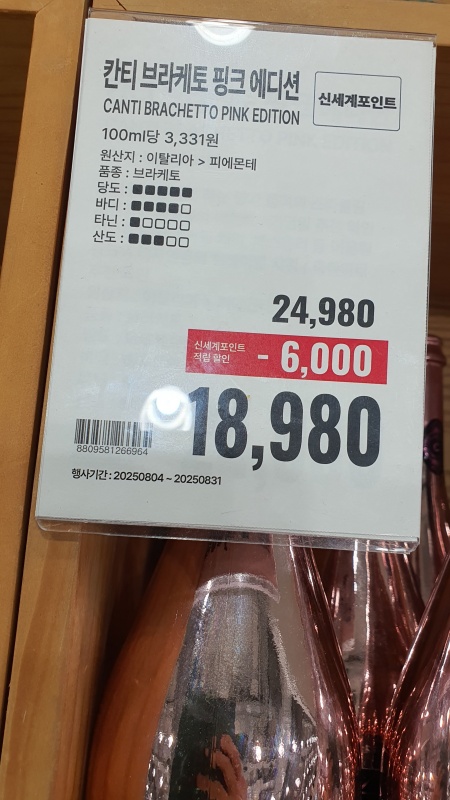 칸티 브라케토 핑크 에디션
CANTI BRACHETTO PINK EDITION
신세계포인트
100ml당 3,331원
원산지 : 이탈리아 > 피에몬테
품종 : 브라케토
당도 : ■■■■■
바디 : ■■■■□
타닌 : ■□□□□
산도 : ■■■□□
24,980
신세계포인트
적립 할인
- 6,000
18,980
8809581266964
행사기간 : 20250804 ~ 20250831